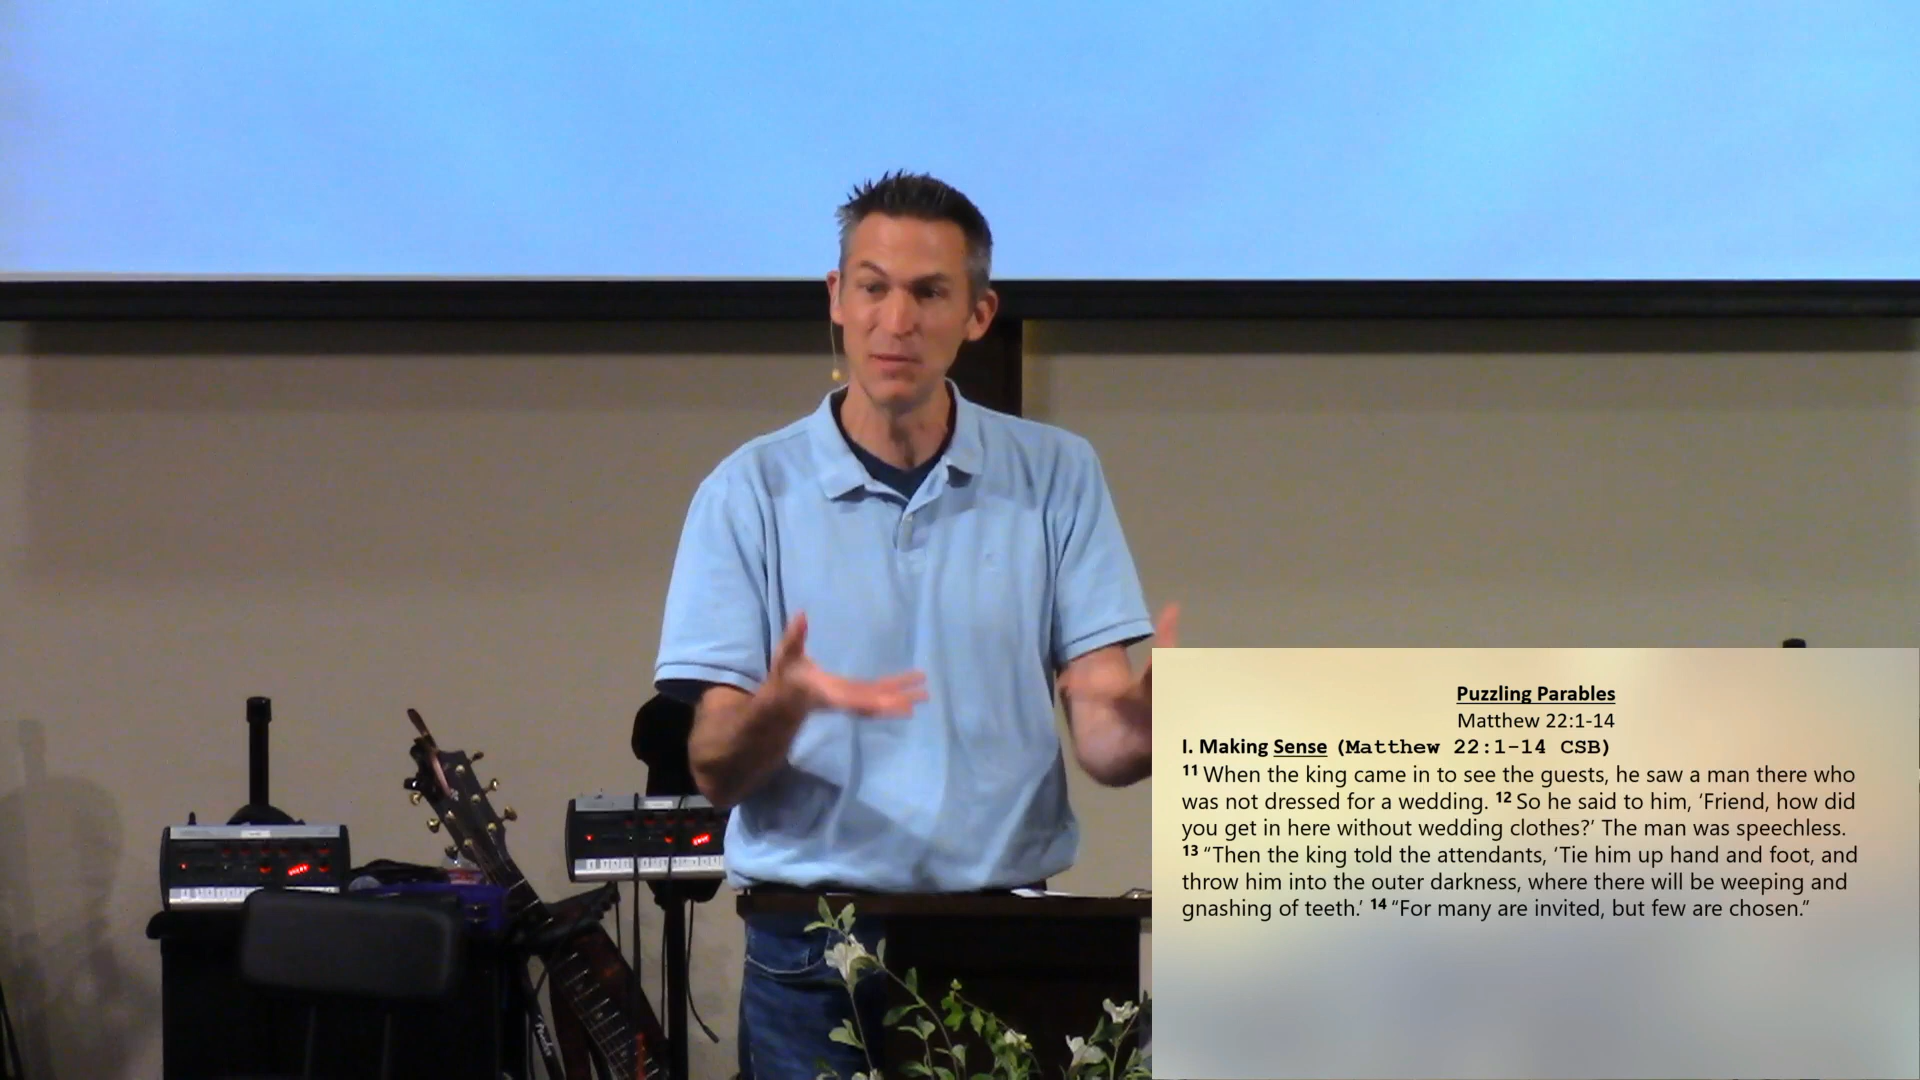 Puzzling Parables
Matthew 22:1-14
I. Making Sense (Matthew 22:1-14 CSB)
11 When the king came in to see the guests, he saw a man there who
was not dressed for a wedding. 12 So he said to him, ‘Friend, how did
you get in here without wedding clothes?’ The man was speechless.
13 “Then the king told the attendants, ‘Tie him up hand and foot, and
throw him into the outer darkness, where there will be weeping and
gnashing of teeth.’ 14 “For many are invited, but few are chosen.”